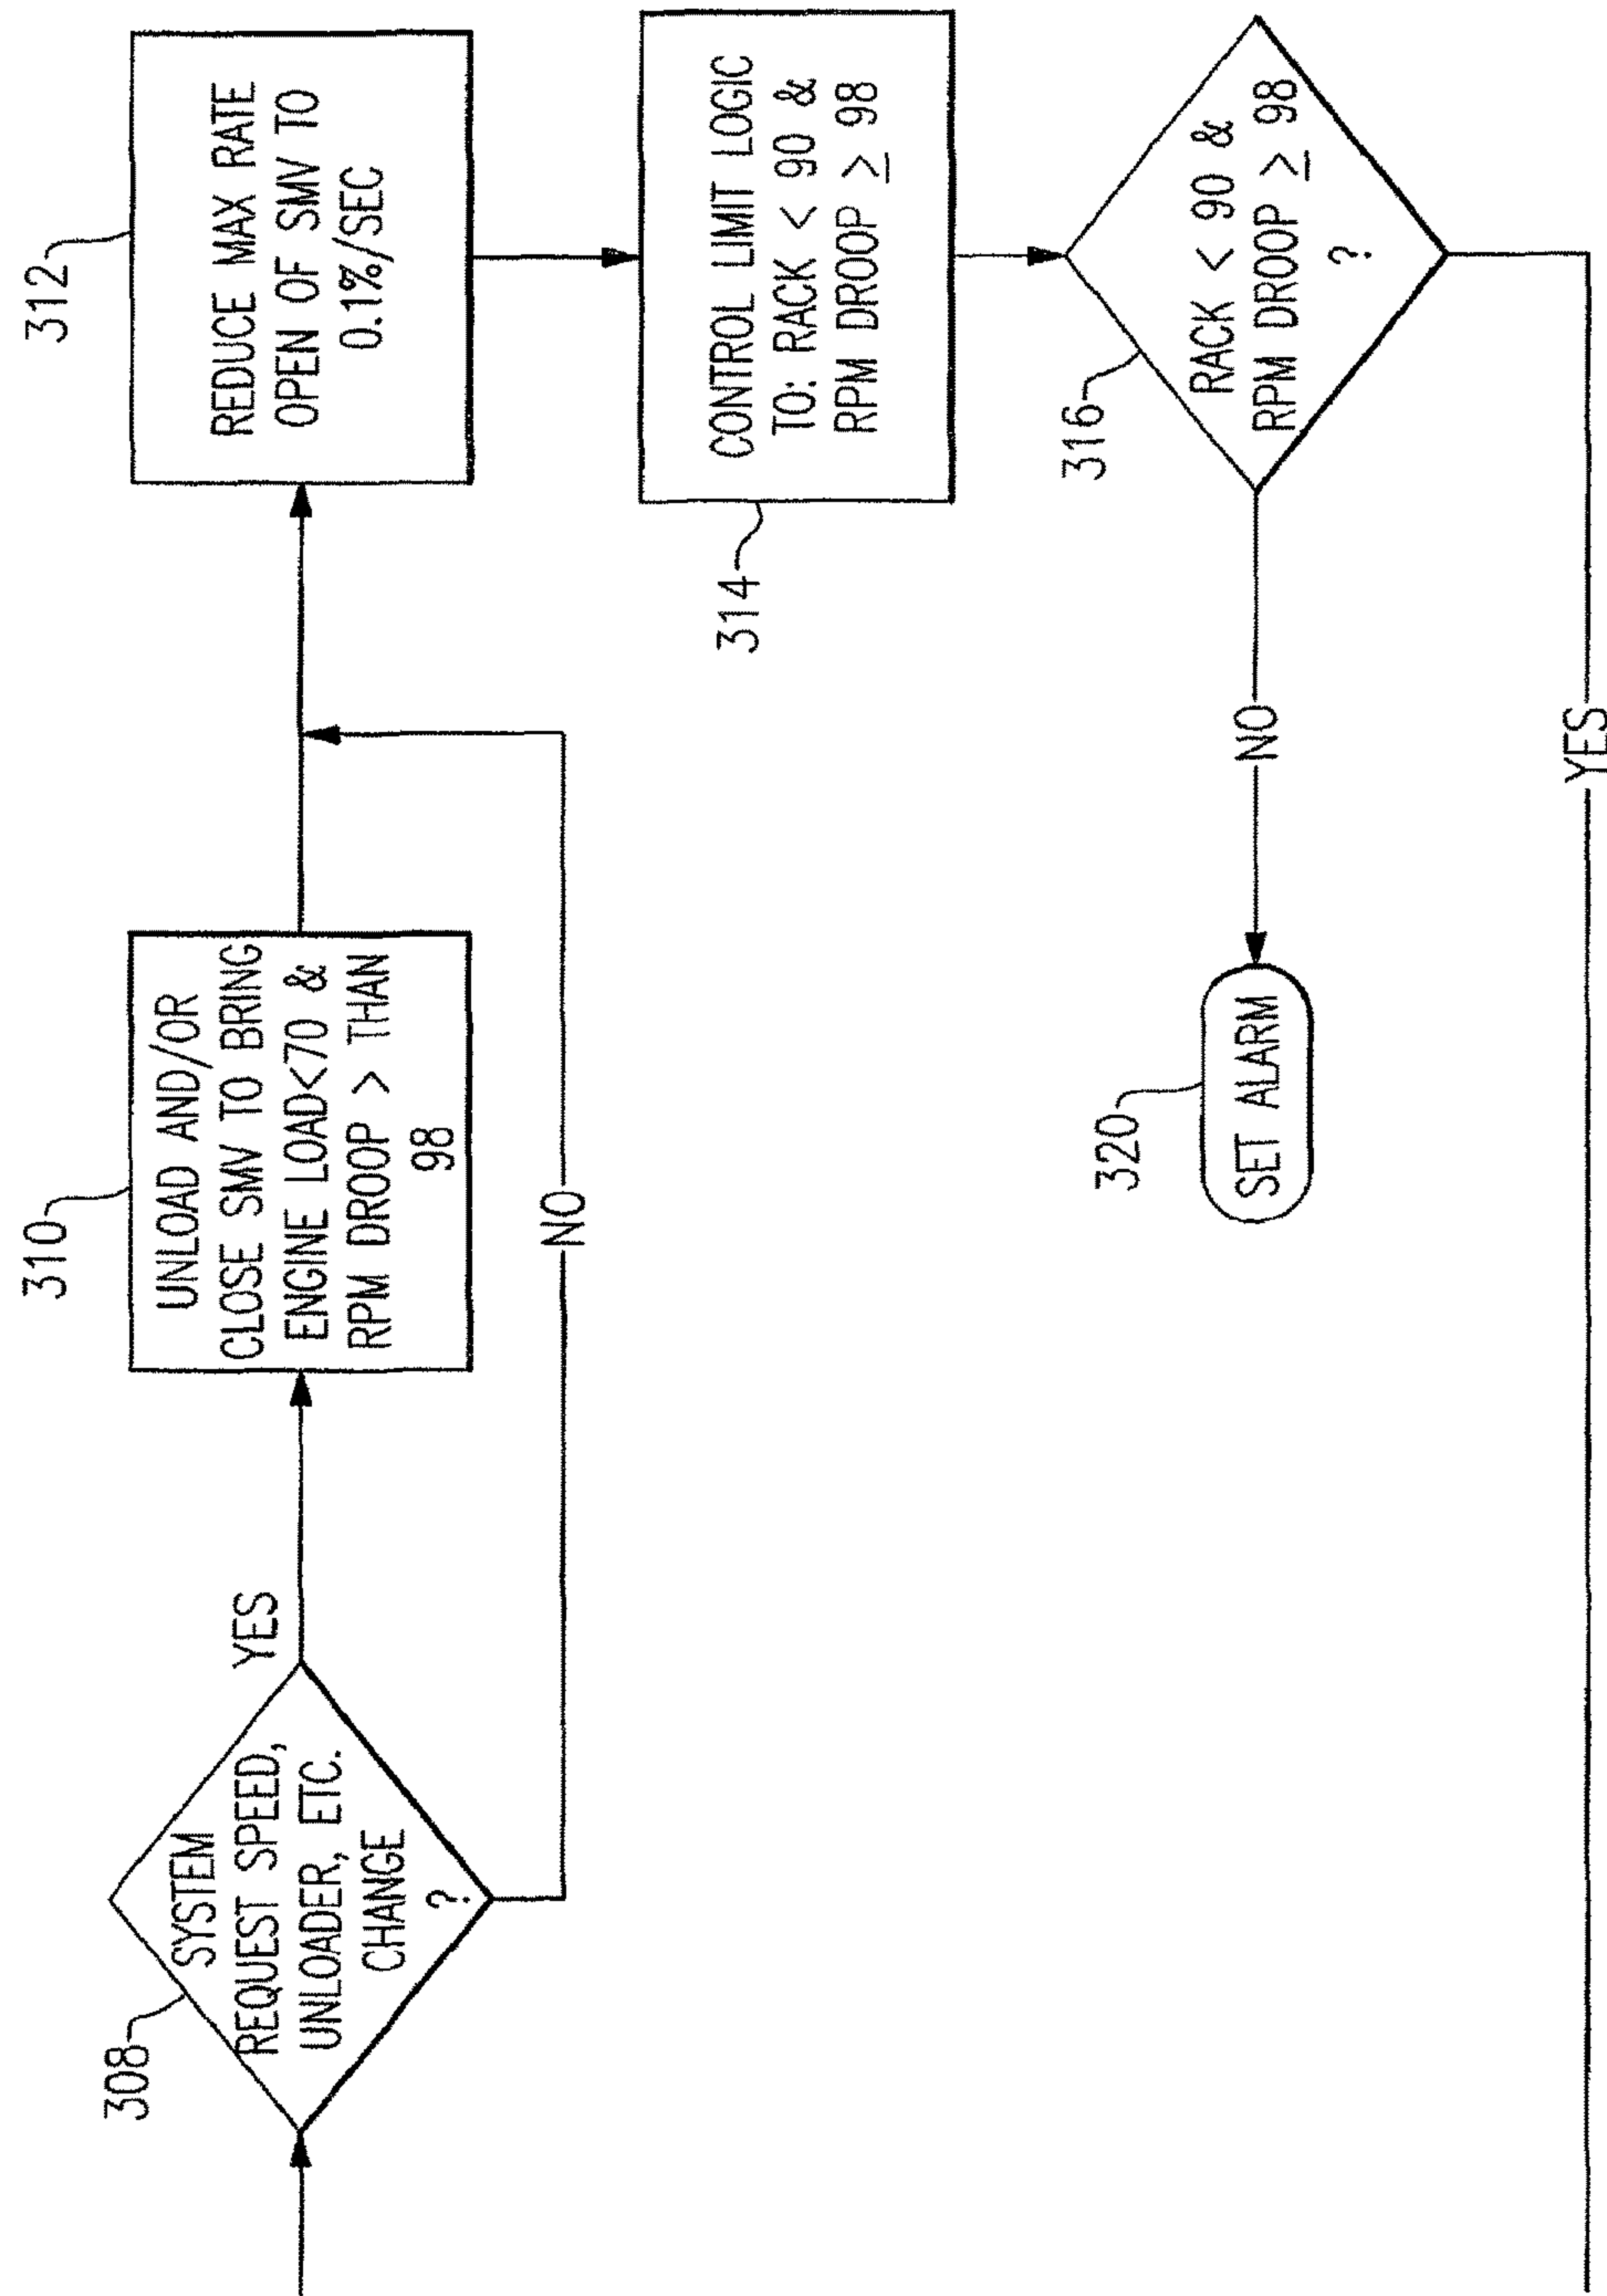 308
SYSTEM
REQUEST SPEED,
UNLOADER, ETC.
CHANGE
?
YES
NO
310
UNLOAD AND/OR
CLOSE SMV TO BRING
ENGINE LOAD<70 &
RPM DROOP > THAN
98
312
REDUCE MAX RATE
OPEN OF SMV TO
0.1%/SEC
314
CONTROL LIMIT LOGIC
TO: RACK < 90 &
RPM DROOP ≥ 98
316
RACK < 90 &
RPM DROOP ≥ 98
?
NO
YES
320
SET ALARM